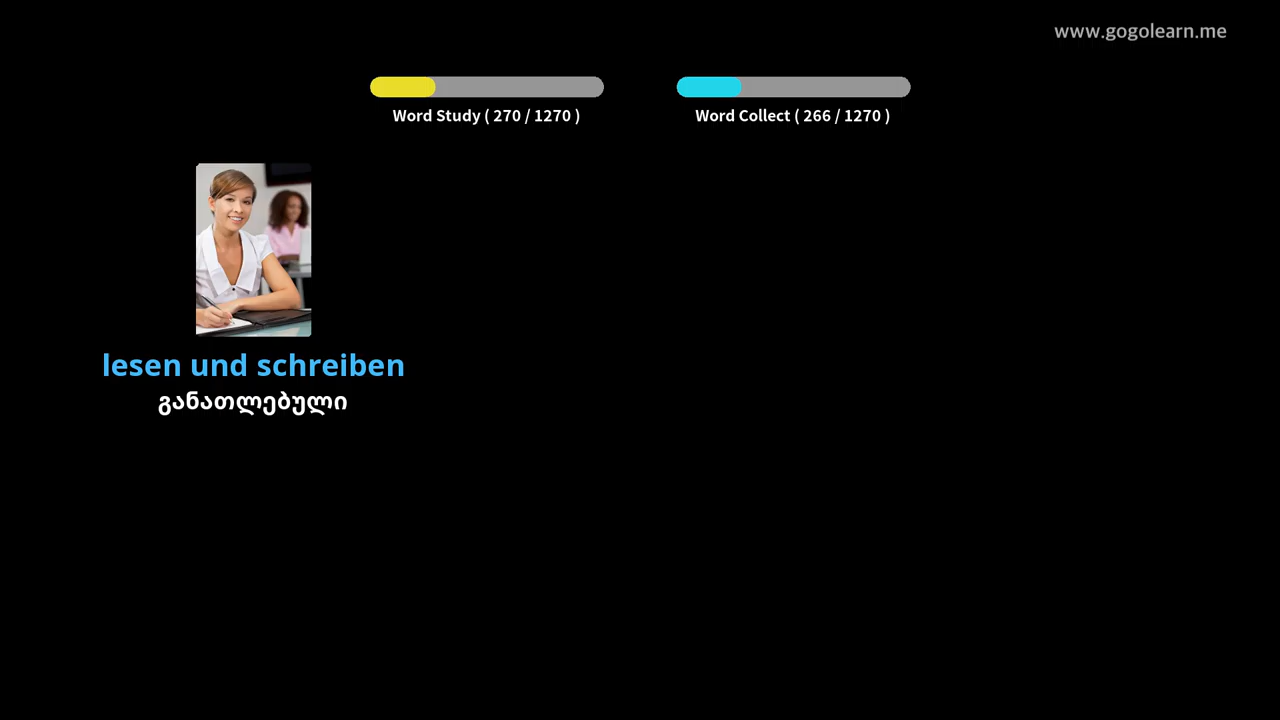 www.gogolearn.me
Word Study ( 270 / 1270 )
Word Collect ( 266 / 1270 )
lesen und schreiben
განათლებული